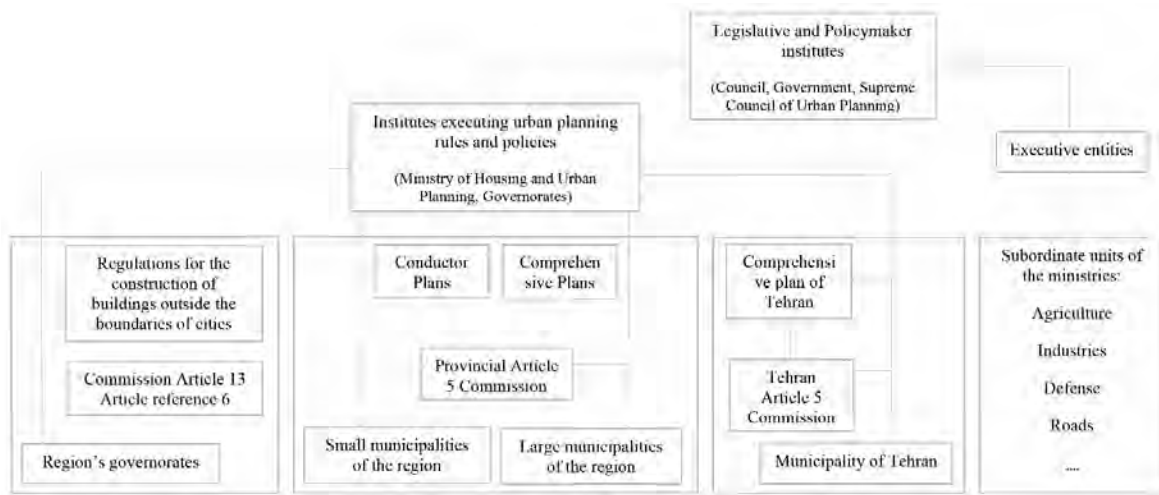 Legislative and Policymaker
institutes
(Council, Government, Supreme
Council of Urban Planning)
Institutes executing urban planning
rules and policies
(Ministry of Housing and Urban
Planning, Governorates)
Executive entities
Regulations for the
construction of
buildings outside the
boundaries of cities
Commission Article 13
Article reference 6
Region's governorates
Conductor
Plans
Comprehen
sive Plans
Provincial Article
5 Commission
Small municipalities
of the region
Large municipalities
of the region
Comprehensi
ve plan of
Tehran
Tehran
Article 5
Commission
Municipality of Tehran
Subordinate units of
the ministries:
Agriculture
Industries
Defense
Roads
....